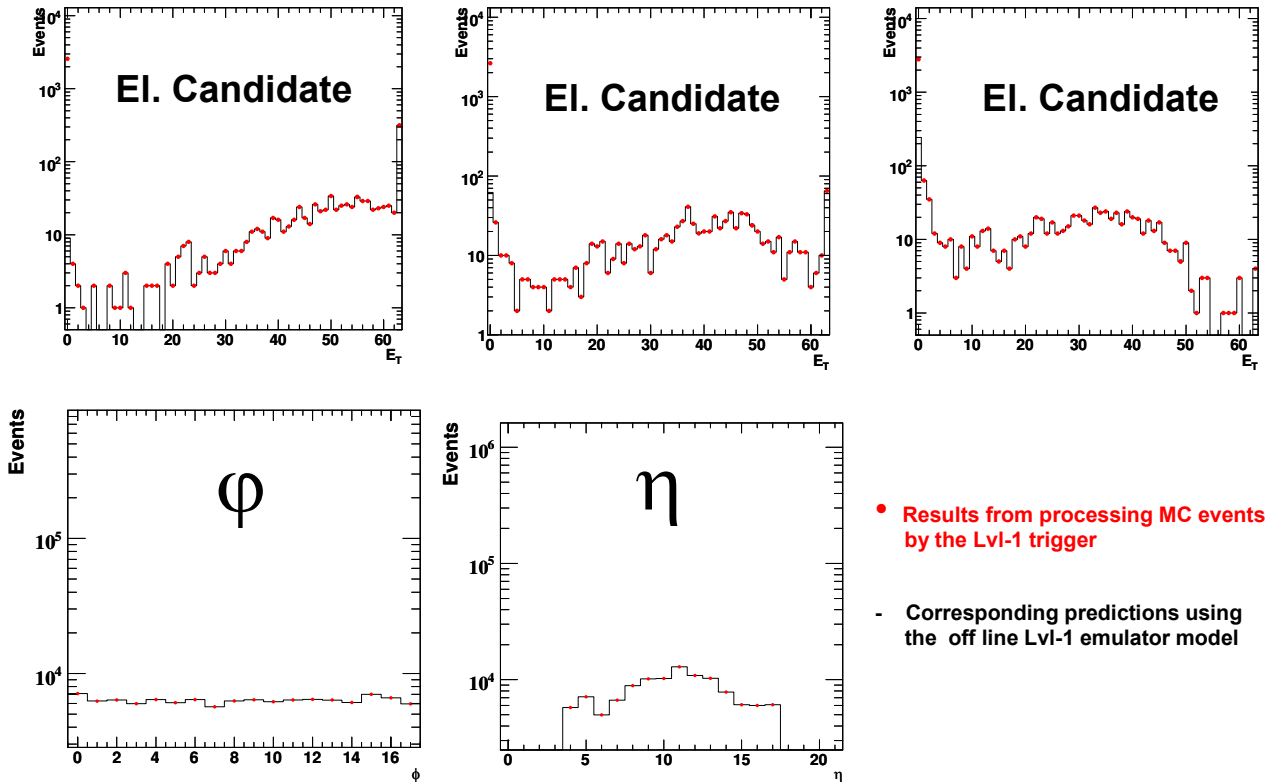 Events
10⁴
10³
10²
10
1
El. Candidate
0 10 20 30 40 50 60
E_T
Events
10⁴
10³
10²
10
1
El. Candidate
0 10 20 30 40 50 60
E_T
Events
10⁴
10³
10²
10
1
El. Candidate
0 10 20 30 40 50 60
E_T
Events
10⁵
10⁴
φ
0 2 4 6 8 10 12 14 16
ϕ
Events
10⁶
10⁵
10⁴
η
0 5 10 15 20
η
Results from processing MC events
by the Lvl-1 trigger
- Corresponding predictions using
the off line Lvl-1 emulator model